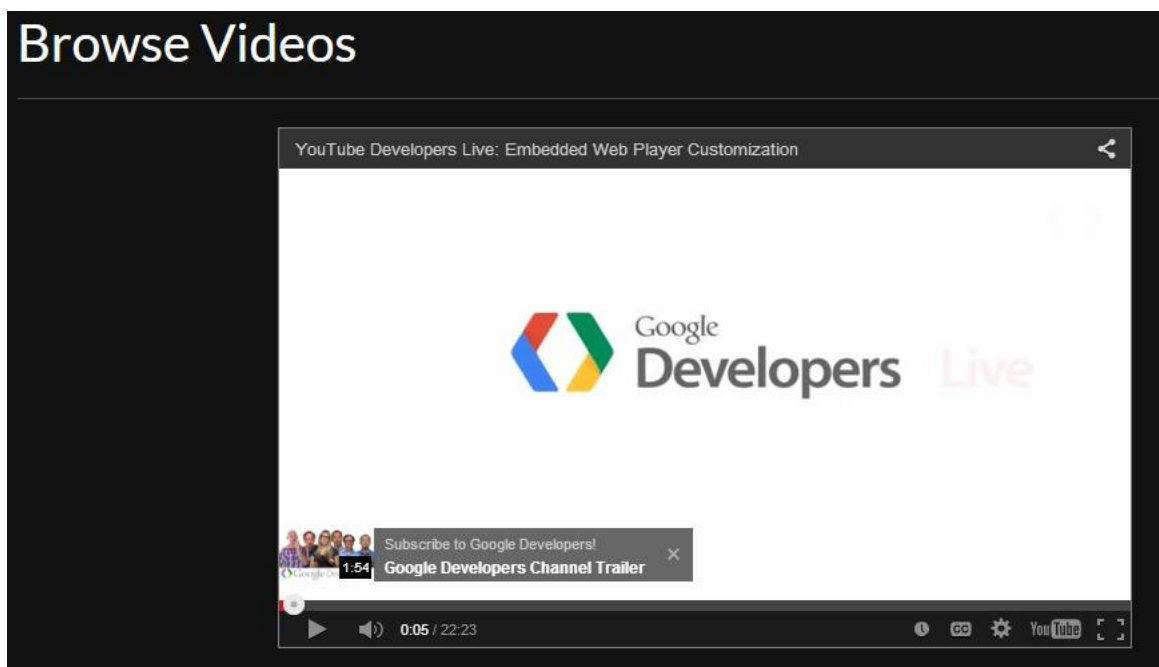 Browse Videos
YouTube Developers Live: Embedded Web Player Customization
Google
Developers Live
Subscribe to Google Developers!
1:54
Google Developers Channel Trailer
0:05 / 22:23
CC
YouTube